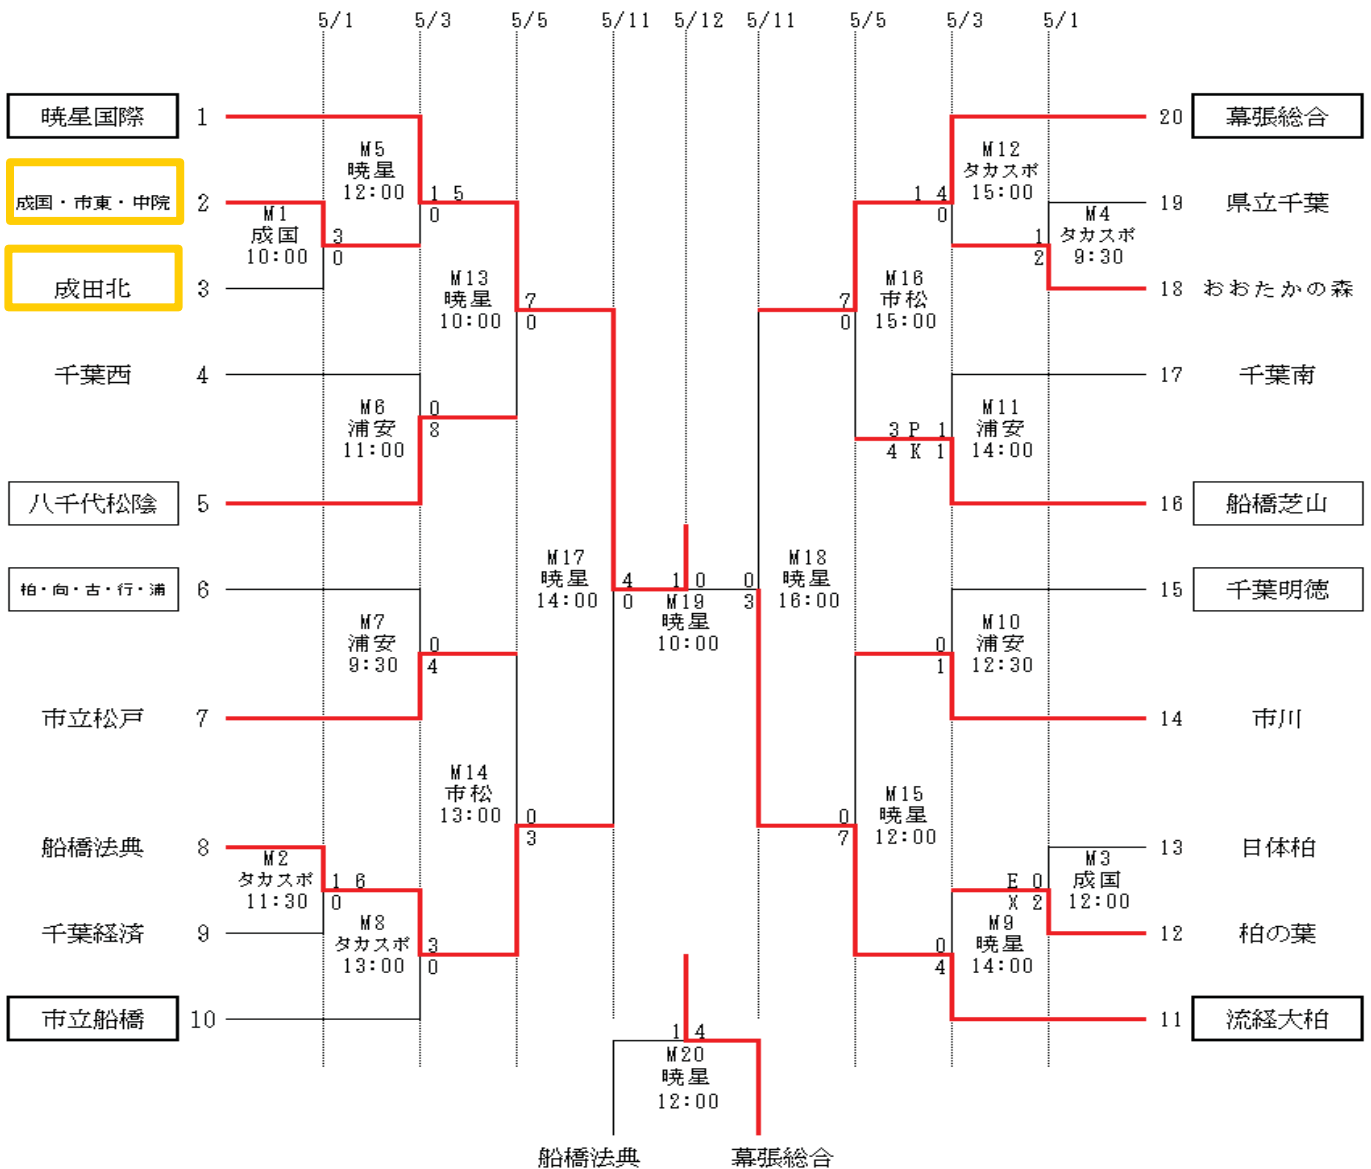 5/1 5/3 5/5 5/11 5/12 5/11 5/5 5/3 5/1
暁星国際 1
20 幕張総合
M5
暁星
12:00
M12
タカスポ
15:00
成国・市東・中院 2
1 5
0
1 4
0
19 県立千葉
M1
成国
10:00
3
0
M4
タカスポ
9:30
1
2
成田北 3
18 おおたかの森
M13
暁星
10:00
7
0
M16
市松
15:00
7
0
千葉西 4
17 千葉南
M6
浦安
11:00
0
8
M11
浦安
14:00
3 P 1
4 K 1
八千代松陰 5
16 船橋芝山
M17
暁星
14:00
4
0
1 0
M19
暁星
10:00
0
3
M18
暁星
16:00
柏・向・古・行・浦 6
15 千葉明徳
M7
浦安
9:30
0
4
M10
浦安
12:30
0
1
市立松戸 7
14 市川
M14
市松
13:00
0
3
M15
暁星
12:00
0
7
船橋法典 8
13 日体柏
M2
タカスポ
11:30
1 6
0
M3
成国
12:00
E 0
X 2
千葉経済 9
12 柏の葉
M8
タカスポ
13:00
3
0
M9
暁星
14:00
0
4
市立船橋 10
11 流経大柏
1 4
M20
暁星
12:00
船橋法典 幕張総合